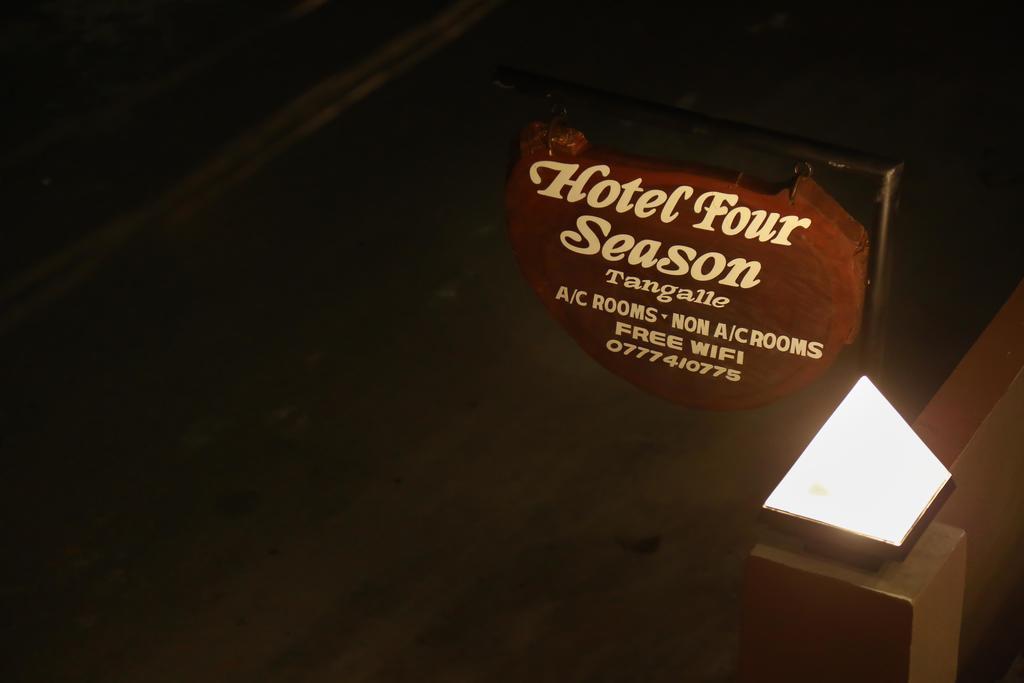 Hotel Four
Season
Tangalle
A/C ROOMS - NON A/C ROOMS
FREE WIFI
0777410775